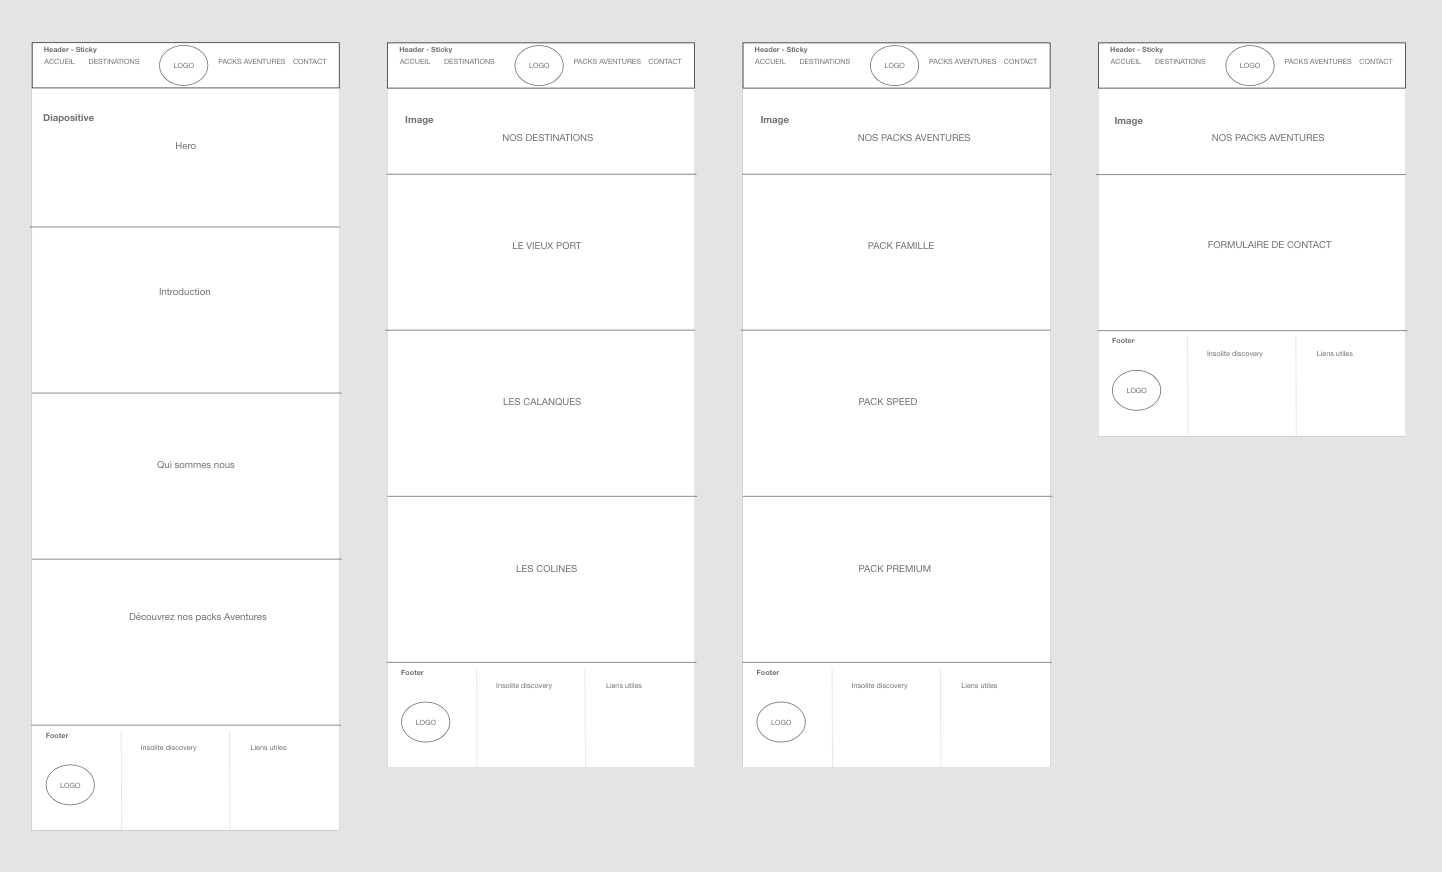 Header - Sticky
ACCUEIL DESTINATIONS LOGO PACKS AVENTURES CONTACT
Diapositive
Hero
Introduction
Qui sommes nous
Découvrez nos packs Aventures
Footer
Insolite discovery Liens utiles
LOGO
Header - Sticky
ACCUEIL DESTINATIONS LOGO PACKS AVENTURES CONTACT
Image
NOS DESTINATIONS
LE VIEUX PORT
LES CALANQUES
LES COLINES
Footer
Insolite discovery Liens utiles
LOGO
Header - Sticky
ACCUEIL DESTINATIONS LOGO PACKS AVENTURES CONTACT
Image
NOS PACKS AVENTURES
PACK FAMILLE
PACK SPEED
PACK PREMIUM
Footer
Insolite discovery Liens utiles
LOGO
Header - Sticky
ACCUEIL DESTINATIONS LOGO PACKS AVENTURES CONTACT
Image
NOS PACKS AVENTURES
FORMULAIRE DE CONTACT
Footer
Insolite discovery Liens utiles
LOGO